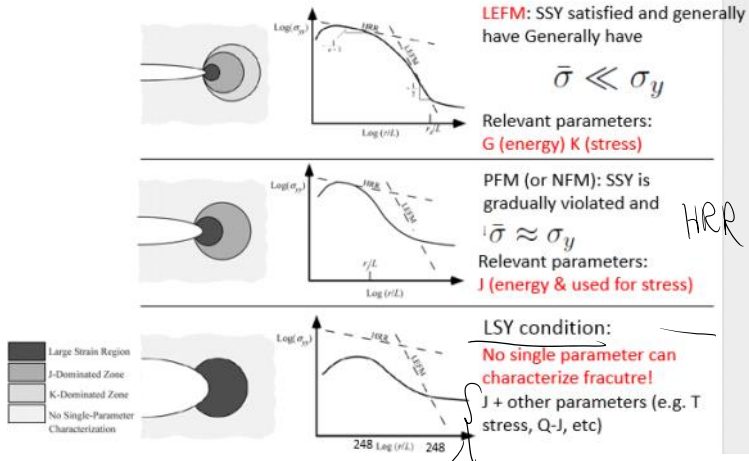 LEFM: SSY satisfied and generally
have Generally have
σ̄ ≪ σy
Relevant parameters:
G (energy) K (stress)
Log(σyy)
HRR
LEFM
Log (r/L)
PFM (or NFM): SSY is
gradually violated and
σ̄ ≈ σy
Relevant parameters:
J (energy & used for stress)
HRR
Log(σyy)
HRR
LEFM
Log (r/L)
LSY condition:
No single parameter can
characterize fracutre!
J + other parameters (e.g. T
stress, Q-J, etc)
Log(σyy)
HRR
LEFM
248 Log (r/L) 248
Large Strain Region
J-Dominated Zone
K-Dominated Zone
No Single-Parameter
Characterization